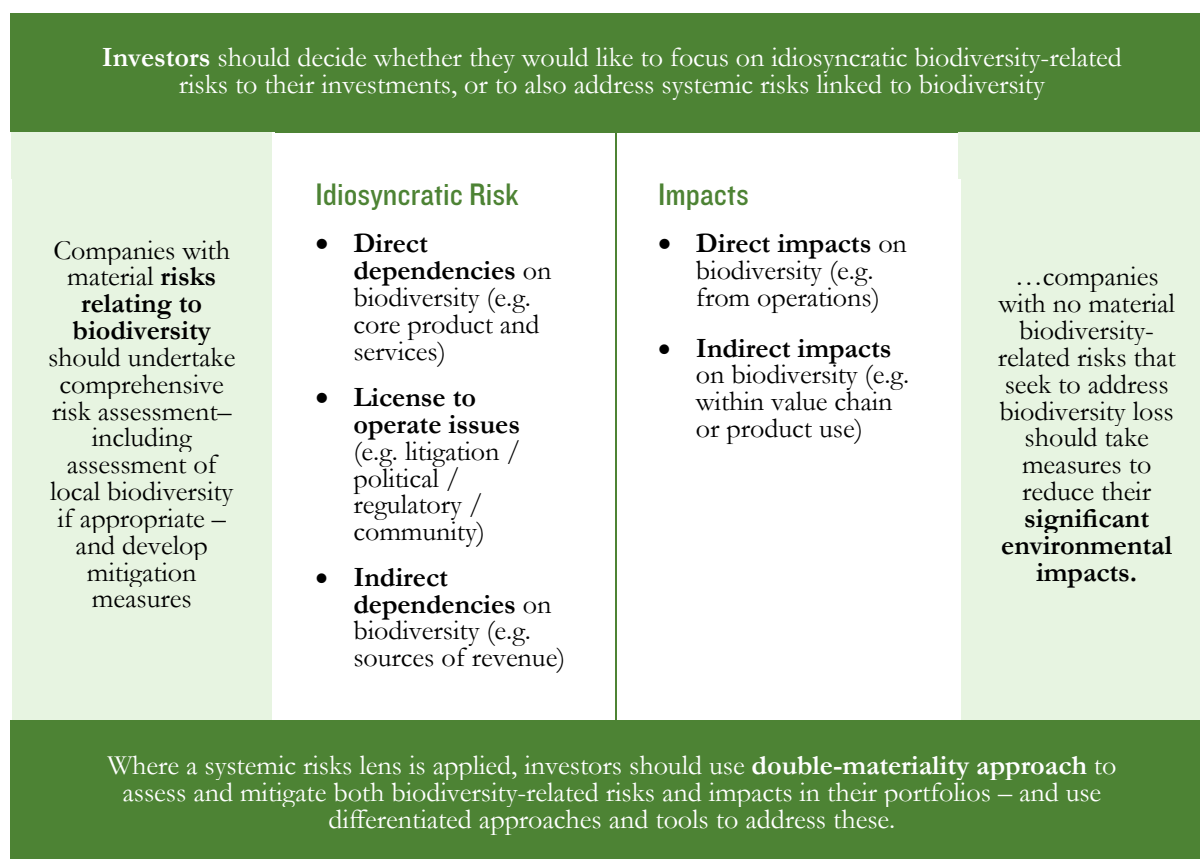 Investors should decide whether they would like to focus on idiosyncratic biodiversity-related
risks to their investments, or to also address systemic risks linked to biodiversity
Companies with
material risks
relating to
biodiversity
should undertake
comprehensive
risk assessment–
including
assessment of
local biodiversity
if appropriate –
and develop
mitigation
measures
Idiosyncratic Risk
• Direct
dependencies on
biodiversity (e.g.
core product and
services)
• License to
operate issues
(e.g. litigation /
political /
regulatory /
community)
• Indirect
dependencies on
biodiversity (e.g.
sources of revenue)
Impacts
• Direct impacts on
biodiversity (e.g.
from operations)
• Indirect impacts
on biodiversity (e.g.
within value chain
or product use)
…companies
with no material
biodiversity-
related risks that
seek to address
biodiversity loss
should take
measures to
reduce their
significant
environmental
impacts.
Where a systemic risks lens is applied, investors should use double-materiality approach to
assess and mitigate both biodiversity-related risks and impacts in their portfolios – and use
differentiated approaches and tools to address these.